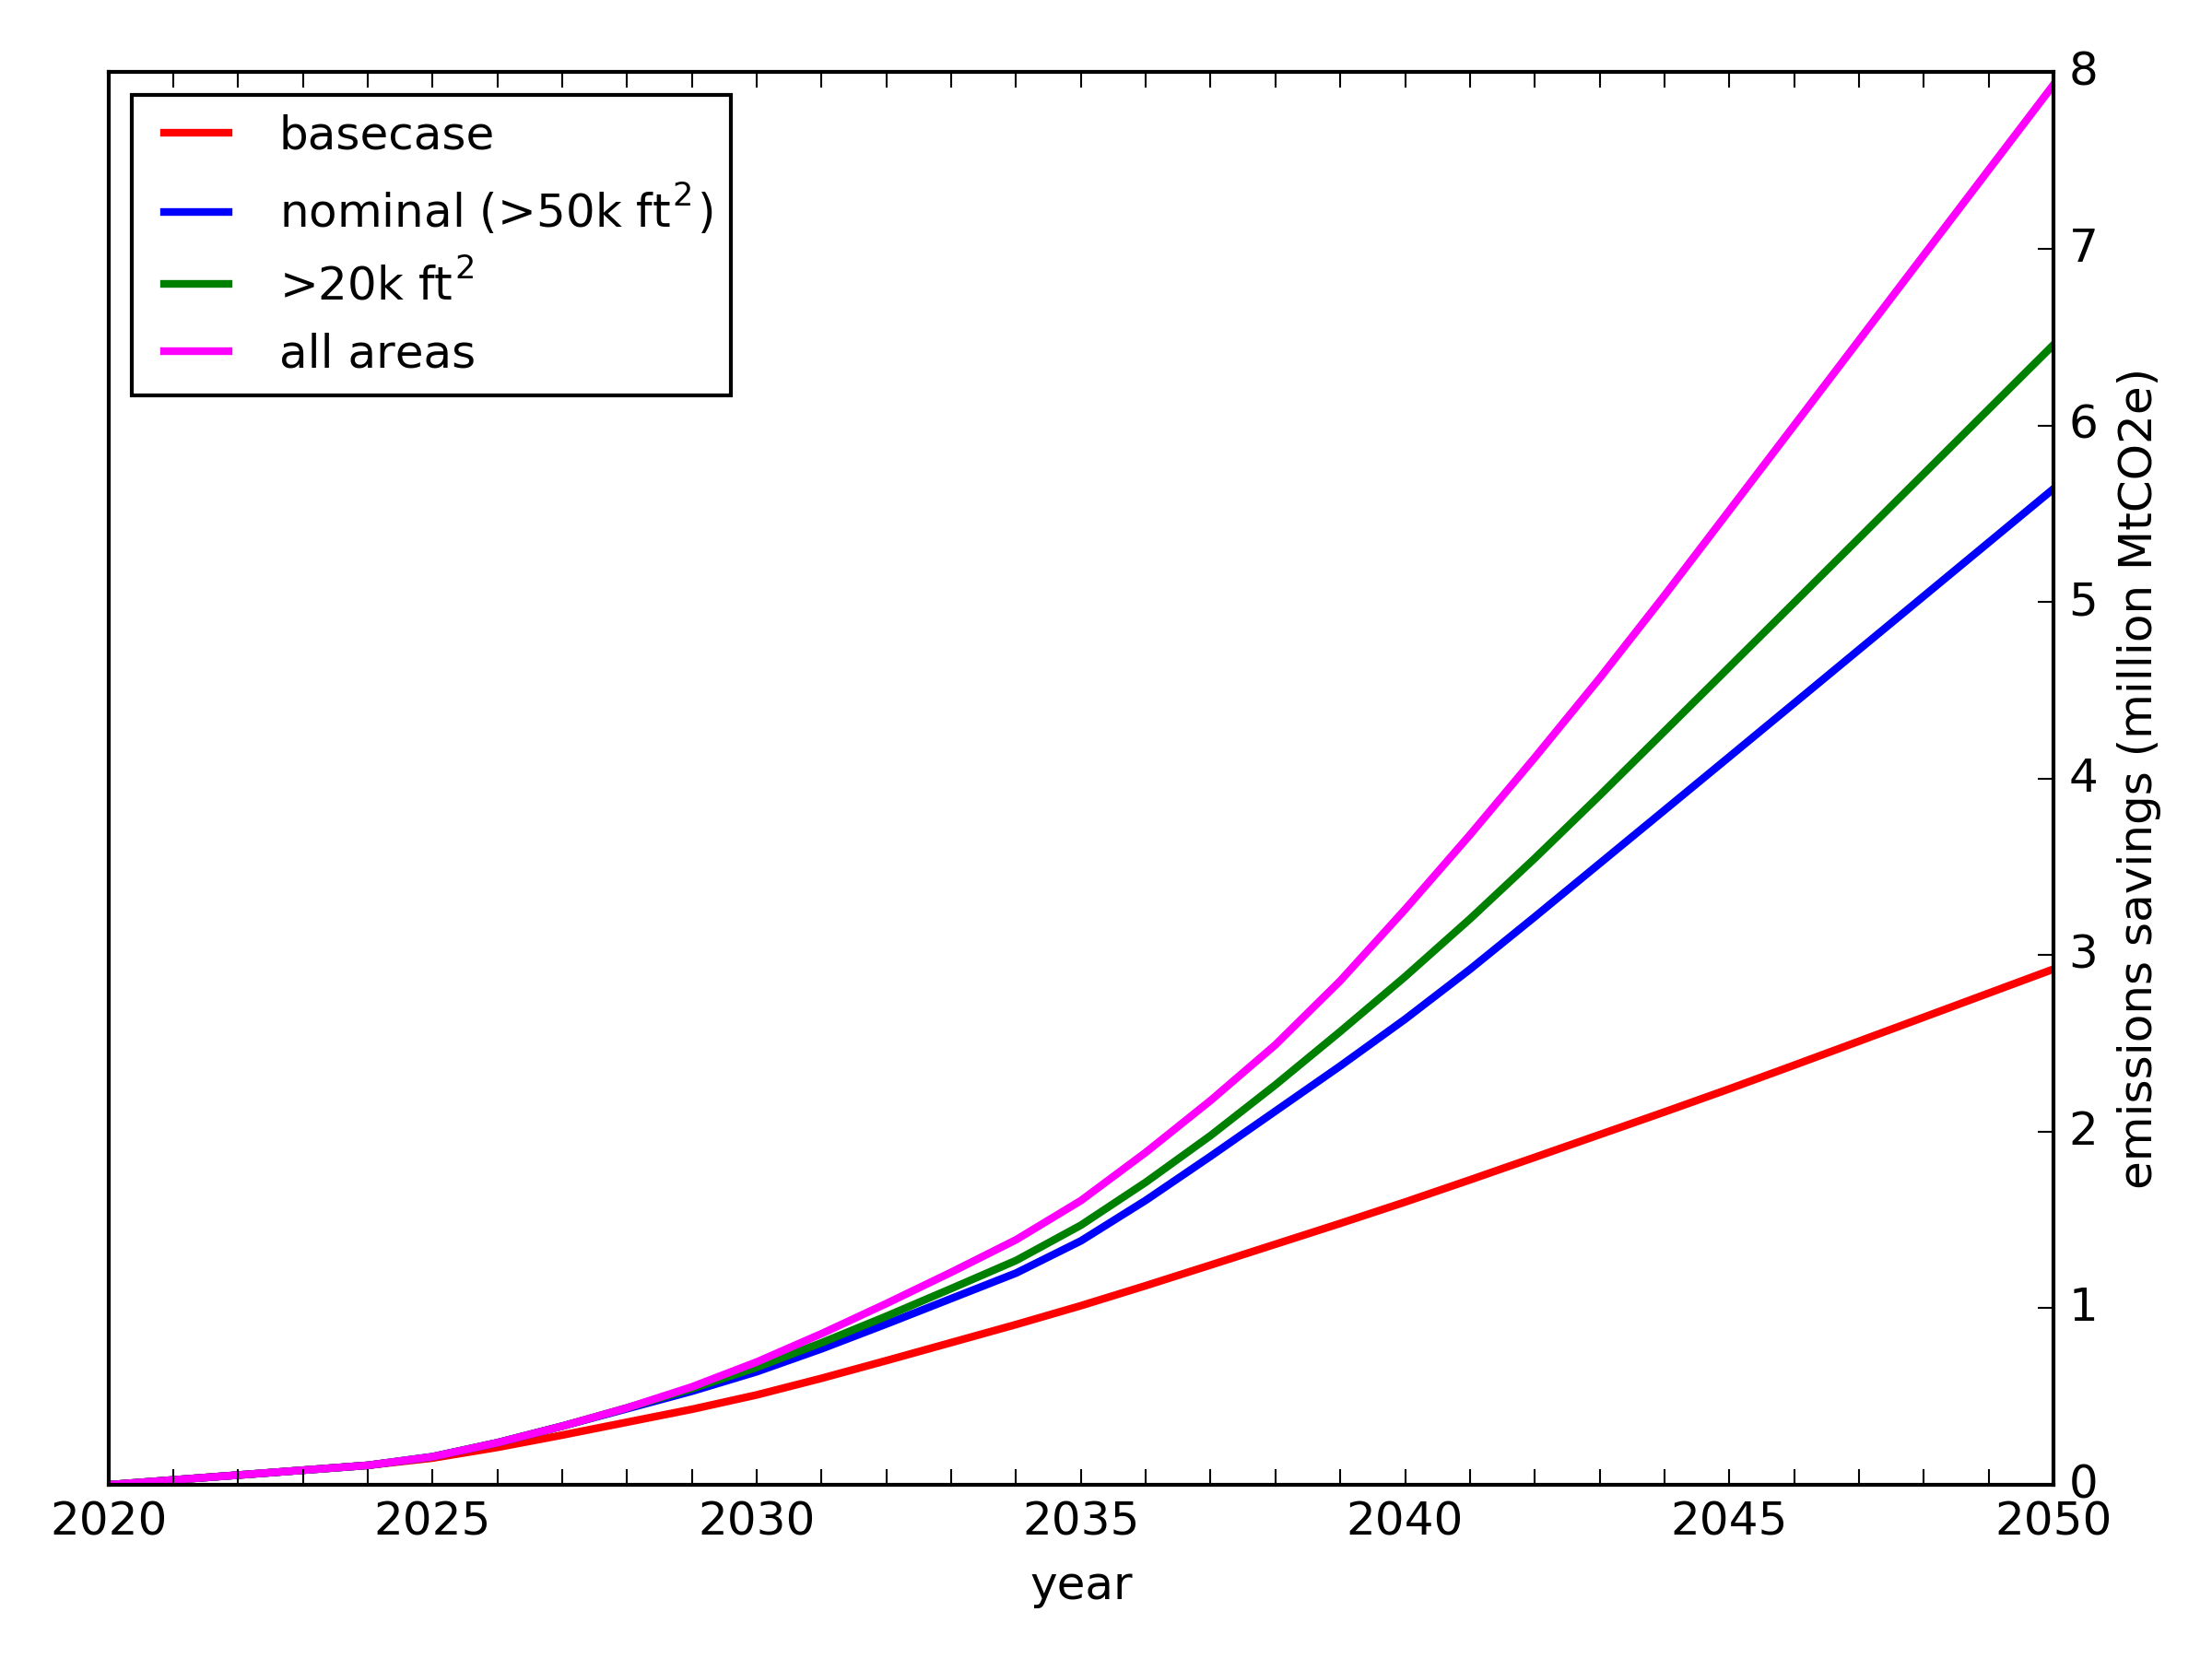 basecase
nominal (>50k ft²)
>20k ft²
all areas
8
7
6
5
4
3
2
1
0
emissions savings (million MtCO2e)
2020 2025 2030 2035 2040 2045 2050
year